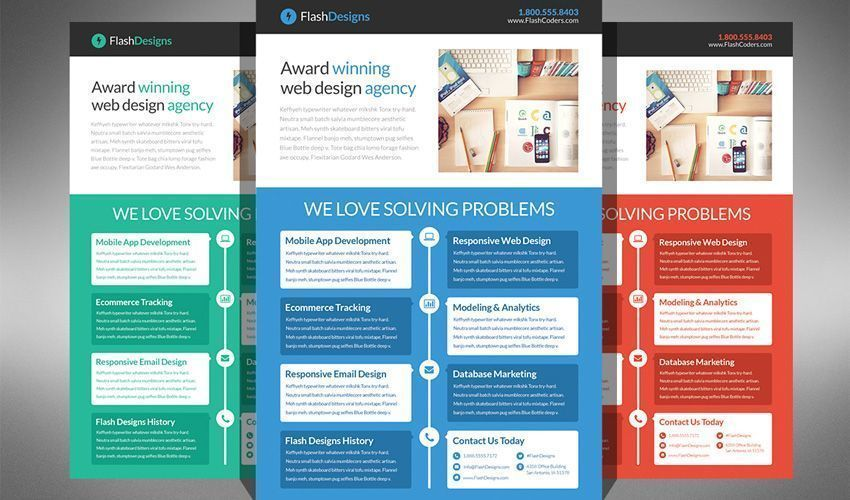 FlashDesigns
1.800.555.8403
www.FlashCoders.com
Award winning
web design agency
Keffiyeh typewriter whatever mlkshk Tonx try-hard.
Neutra small batch salvia mumblecore aesthetic
artisan. Meh synth skateboard bitters viral tofu
mixtape. Flannel banjo meh, stumptown pug selfies
Blue Bottle deep v. Tote bag chia lomo forage fashion
axe occupy. Flexitarian Godard Wes Anderson.
WE LOVE SOLVING
Mobile App Development
Keffiyeh typewriter whatever mlkshk Tonx try-hard.
Neutra small batch salvia mumblecore aesthetic artisan.
Meh synth skateboard bitters viral tofu mixtape. Flannel
banjo meh, stumptown pug selfies Blue Bottle deep v.
Ecommerce Tracking
Keffiyeh typewriter whatever mlkshk Tonx try-hard.
Neutra small batch salvia mumblecore aesthetic artisan.
Meh synth skateboard bitters viral tofu mixtape. Flannel
banjo meh, stumptown pug selfies Blue Bottle deep v.
Responsive Email Design
Keffiyeh typewriter whatever mlkshk Tonx try-hard.
Neutra small batch salvia mumblecore aesthetic artisan.
Meh synth skateboard bitters viral tofu mixtape. Flannel
banjo meh, stumptown pug selfies Blue Bottle deep v.
Flash Designs History
Keffiyeh typewriter whatever mlkshk Tonx try-hard.
Neutra small batch salvia mumblecore aesthetic artisan.
Meh synth skateboard bitters viral tofu mixtape. Flannel
banjo meh, stumptown pug selfies Blue Bottle deep v.
FlashDesigns
1.800.555.8403
www.FlashCoders.com
Award winning
web design agency
Keffiyeh typewriter whatever mlkshk Tonx try-hard.
Neutra small batch salvia mumblecore aesthetic
artisan. Meh synth skateboard bitters viral tofu
mixtape. Flannel banjo meh, stumptown pug selfies
Blue Bottle deep v. Tote bag chia lomo forage fashion
axe occupy. Flexitarian Godard Wes Anderson.
WE LOVE SOLVING PROBLEMS
Mobile App Development
Keffiyeh typewriter whatever mlkshk Tonx try-hard.
Neutra small batch salvia mumblecore aesthetic artisan.
Meh synth skateboard bitters viral tofu mixtape. Flannel
banjo meh, stumptown pug selfies Blue Bottle deep v.
Responsive Web Design
Keffiyeh typewriter whatever mlkshk Tonx try-hard.
Neutra small batch salvia mumblecore aesthetic artisan.
Meh synth skateboard bitters viral tofu mixtape. Flannel
banjo meh, stumptown pug selfies Blue Bottle deep v.
Ecommerce Tracking
Keffiyeh typewriter whatever mlkshk Tonx try-hard.
Neutra small batch salvia mumblecore aesthetic artisan.
Meh synth skateboard bitters viral tofu mixtape. Flannel
banjo meh, stumptown pug selfies Blue Bottle deep v.
Modeling & Analytics
Keffiyeh typewriter whatever mlkshk Tonx try-hard.
Neutra small batch salvia mumblecore aesthetic artisan.
Meh synth skateboard bitters viral tofu mixtape. Flannel
banjo meh, stumptown pug selfies Blue Bottle deep v.
Responsive Email Design
Keffiyeh typewriter whatever mlkshk Tonx try-hard.
Neutra small batch salvia mumblecore aesthetic artisan.
Meh synth skateboard bitters viral tofu mixtape. Flannel
banjo meh, stumptown pug selfies Blue Bottle deep v.
Database Marketing
Keffiyeh typewriter whatever mlkshk Tonx try-hard.
Neutra small batch salvia mumblecore aesthetic artisan.
Meh synth skateboard bitters viral tofu mixtape. Flannel
banjo meh, stumptown pug selfies Blue Bottle deep v.
Flash Designs History
Keffiyeh typewriter whatever mlkshk Tonx try-hard.
Neutra small batch salvia mumblecore aesthetic artisan.
Meh synth skateboard bitters viral tofu mixtape. Flannel
banjo meh, stumptown pug selfies Blue Bottle deep v.
Contact Us Today
1.800.555.7172
#FlashDesigns
info@FlashDesigns.com
FlashDesigns.com
4358 Office Building
San Antonio, TX 78110
1.800.555.8403
www.FlashCoders.com
PROBLEMS
Responsive Web Design
Keffiyeh typewriter whatever mlkshk Tonx try-hard.
Neutra small batch salvia mumblecore aesthetic artisan.
Meh synth skateboard bitters viral tofu mixtape. Flannel
banjo meh, stumptown pug selfies Blue Bottle deep v.
Modeling & Analytics
Keffiyeh typewriter whatever mlkshk Tonx try-hard.
Neutra small batch salvia mumblecore aesthetic artisan.
Meh synth skateboard bitters viral tofu mixtape. Flannel
banjo meh, stumptown pug selfies Blue Bottle deep v.
Database Marketing
Keffiyeh typewriter whatever mlkshk Tonx try-hard.
Neutra small batch salvia mumblecore aesthetic artisan.
Meh synth skateboard bitters viral tofu mixtape. Flannel
banjo meh, stumptown pug selfies Blue Bottle deep v.
Contact Us Today
1.800.555.7172
#FlashDesigns